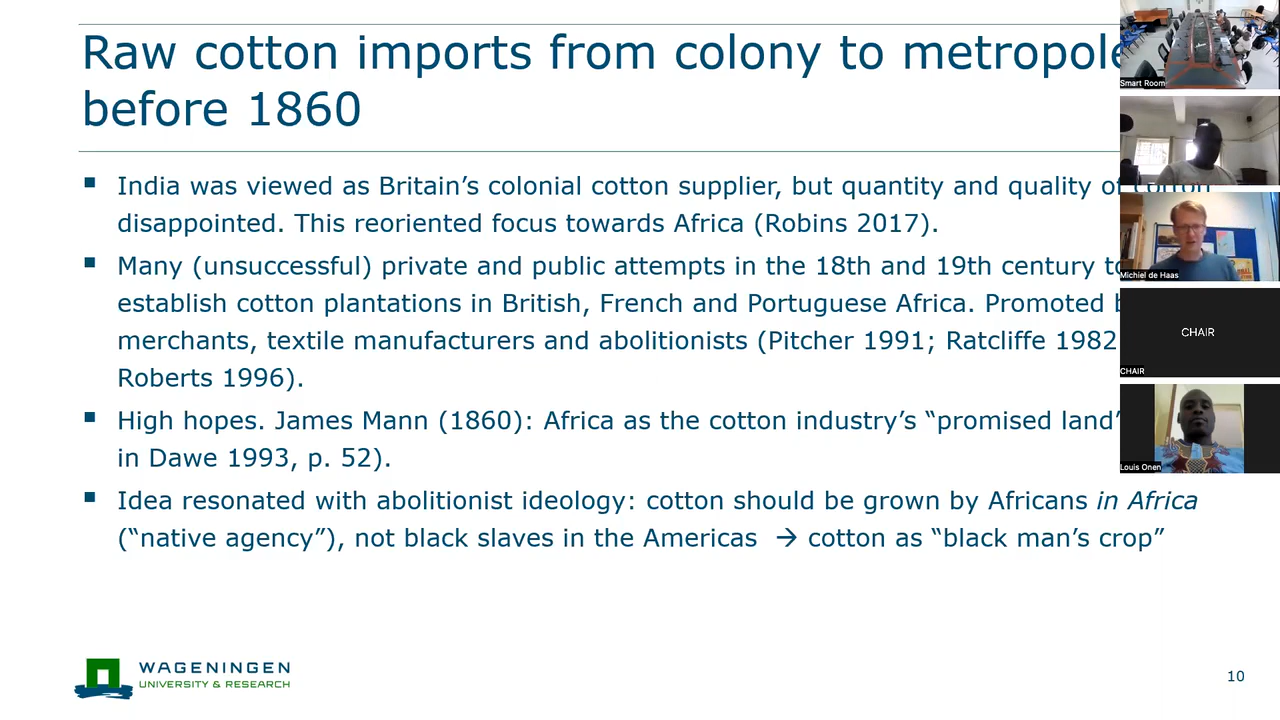 Raw cotton imports from colony to metropole
before 1860
▪ India was viewed as Britain’s colonial cotton supplier, but quantity and quality of cotton
disappointed. This reoriented focus towards Africa (Robins 2017).
▪ Many (unsuccessful) private and public attempts in the 18th and 19th century to
establish cotton plantations in British, French and Portuguese Africa. Promoted
merchants, textile manufacturers and abolitionists (Pitcher 1991; Ratcliffe 1982
Roberts 1996).
▪ High hopes. James Mann (1860): Africa as the cotton industry’s “promised land”
in Dawe 1993, p. 52).
▪ Idea resonated with abolitionist ideology: cotton should be grown by Africans in Africa
(“native agency”), not black slaves in the Americas → cotton as “black man’s crop”
WAGENINGEN
UNIVERSITY & RESEARCH
10
Smart Room
Michiel de Haas
CHAIR
CHAIR
Louis Onen